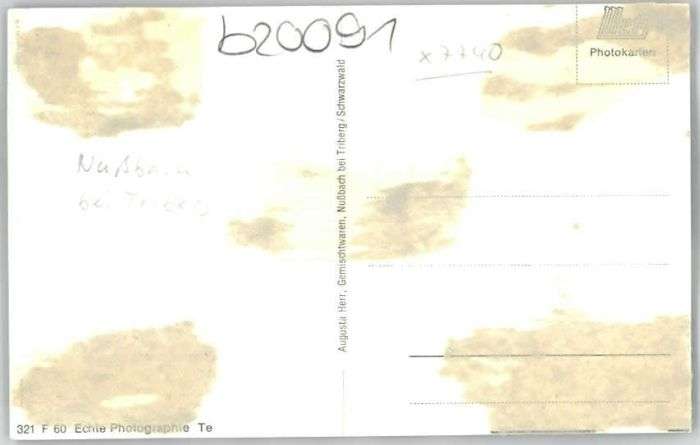 b20091
x7740
Photokarten
Nußbach
bei Triberg
Augusta Herr, Gemischtwaren, Nußbach bei Triberg/Schwarzwald
321 F 60 Echte Photographie Te